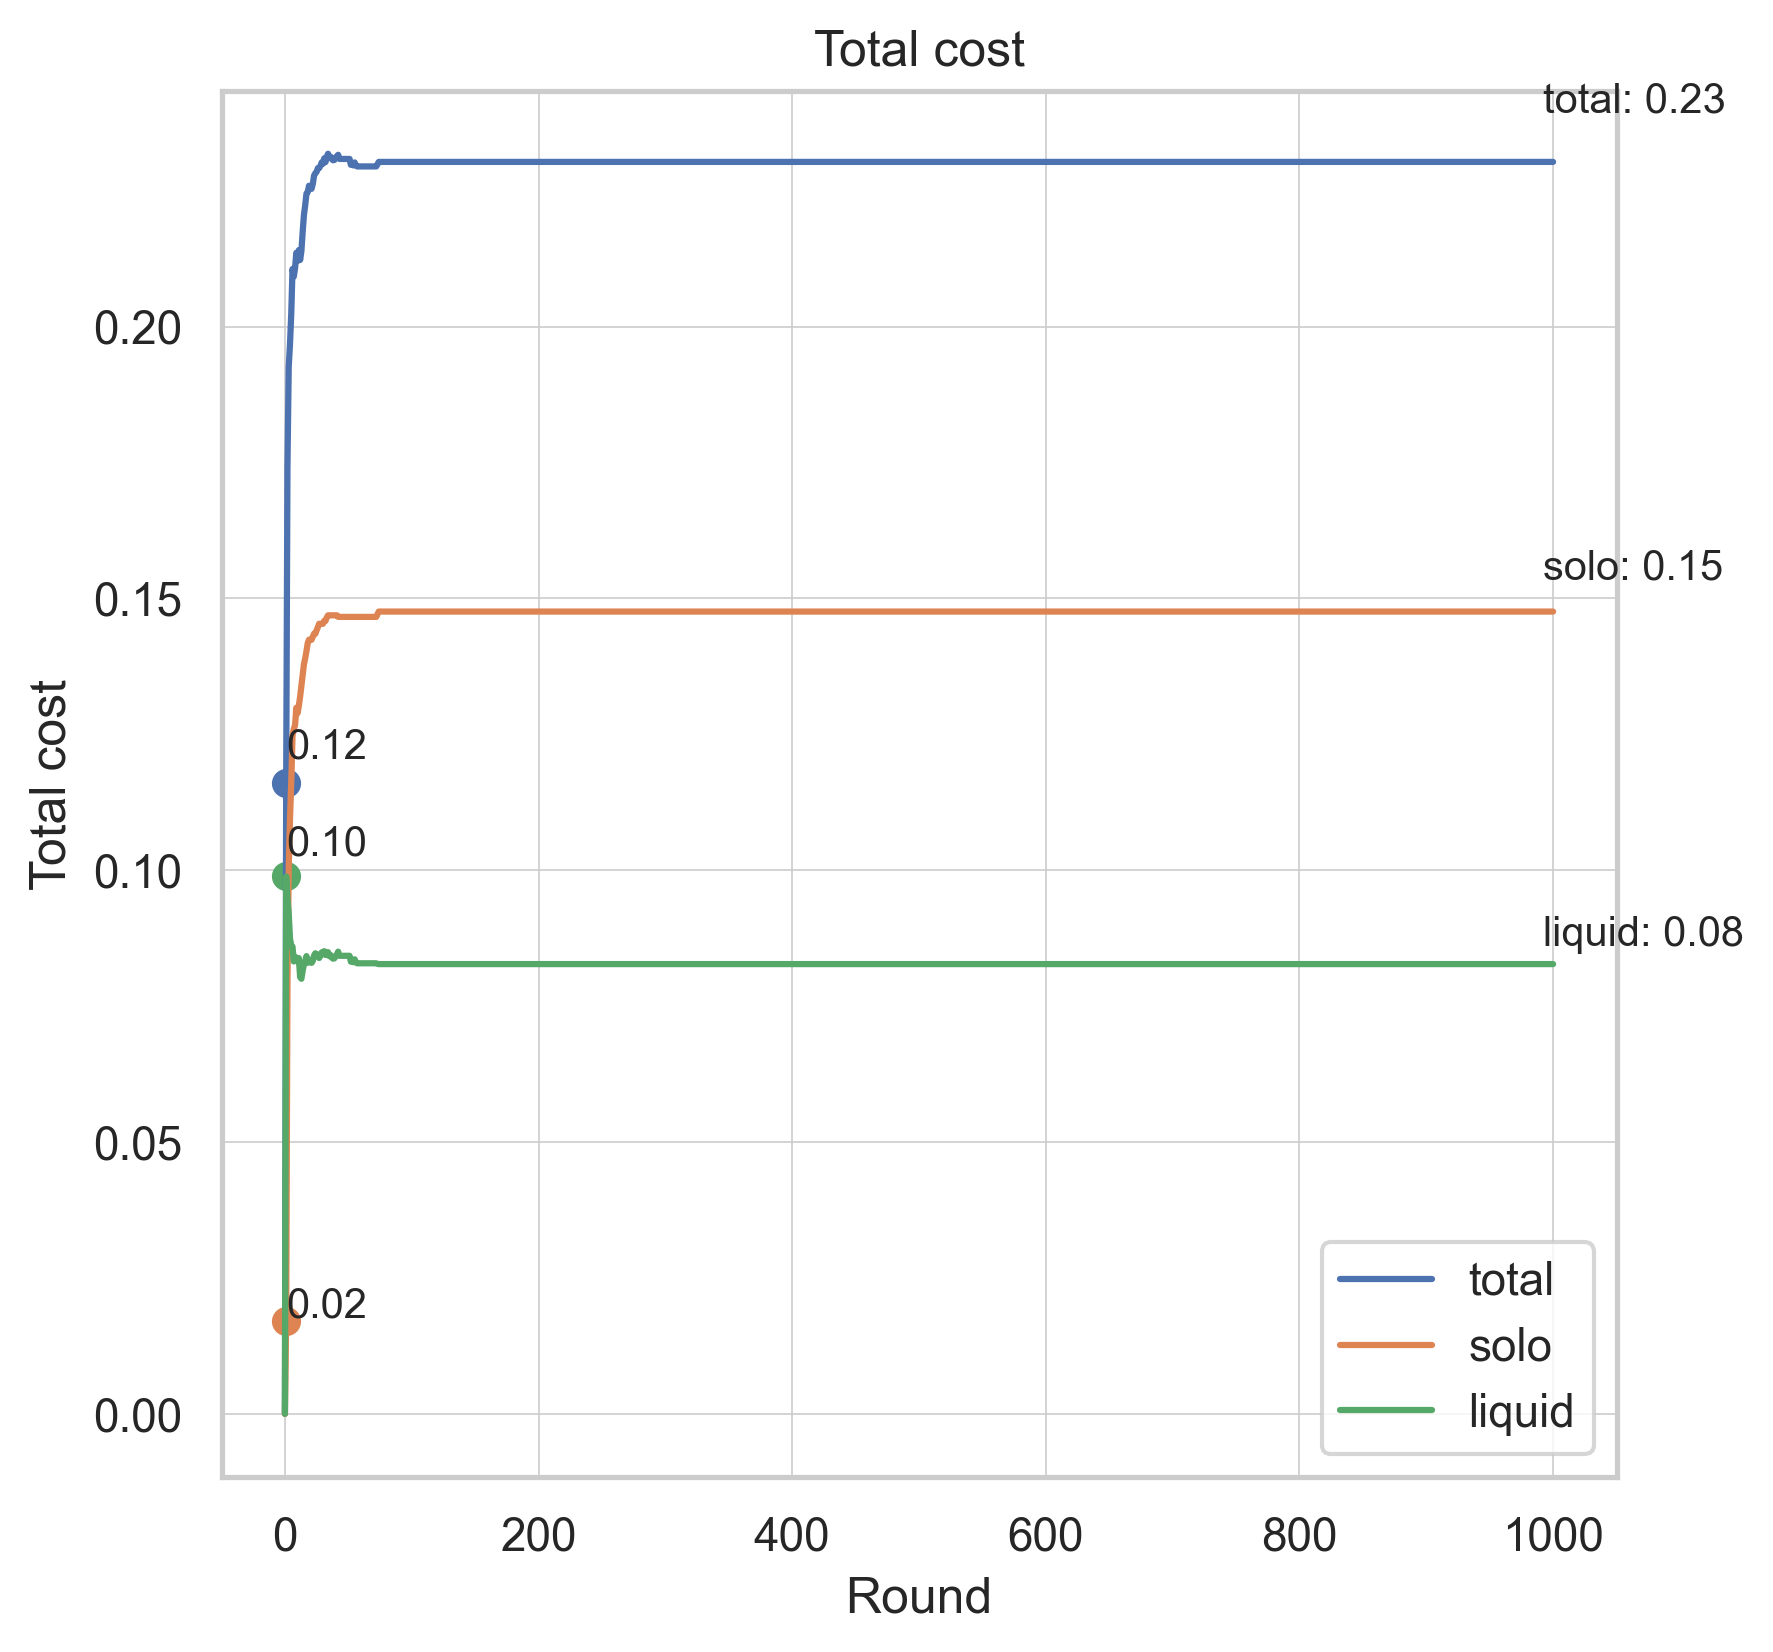 Total cost
total: 0.23
0.20
solo: 0.15
0.15
0.12
0.10
0.10
liquid: 0.08
0.05
0.02
0.00
Total cost
total
solo
liquid
0 200 400 600 800 1000
Round